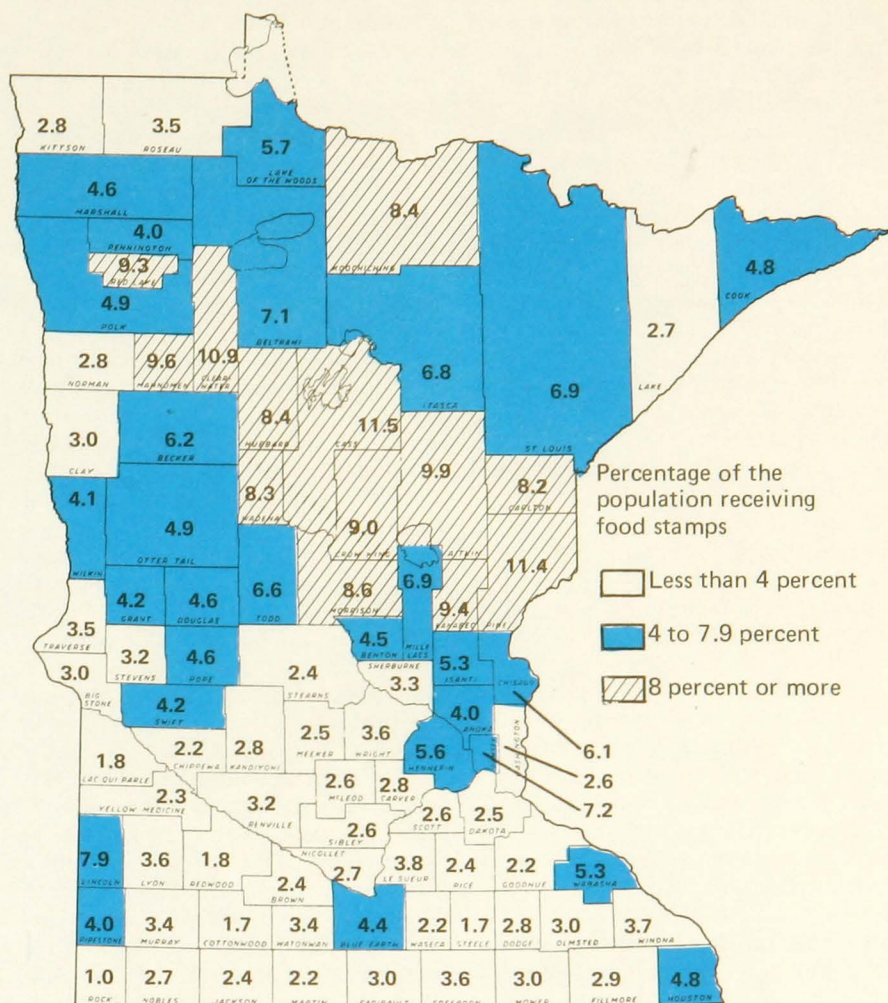 2.8
KITTSON
3.5
ROSEAU
5.7
LAKE
OF THE WOODS
4.6
MARSHALL
8.4
KOOCHICHING
4.0
PENNINGTON
9.3
RED LAKE
4.9
POLK
7.1
BELTRAMI
4.8
COOK
2.7
LAKE
2.8
NORMAN
9.6
MAHNOMEN
10.9
CLEAR-
WATER
6.8
ITASCA
6.9
ST. LOUIS
8.4
HUBBARD
11.5
CASS
3.0
CLAY
6.2
BECKER
9.9
AITKIN
8.2
CARLTON
Percentage of the
population receiving
food stamps
Less than 4 percent
4 to 7.9 percent
8 percent or more
4.1
WILKIN
4.9
OTTER TAIL
8.3
WADENA
9.0
CROW WING
11.4
PINE
4.2
GRANT
4.6
DOUGLAS
6.6
TODD
8.6
MORRISON
6.9
MILLE
LACS
9.4
KANABEC
3.5
TRAVERSE
3.2
STEVENS
4.6
POPE
2.4
STEARNS
4.5
BENTON
SHERBURNE
3.3
5.3
ISANTI
CHISAGO
6.1
3.0
BIG
STONE
4.2
SWIFT
2.5
MEEKER
3.6
WRIGHT
4.0
ANOKA
WASHINGTON
2.6
7.2
1.8
LAC QUI PARLE
2.2
CHIPPEWA
2.8
KANDIYOHI
5.6
HENNEPIN
2.3
YELLOW MEDICINE
3.2
RENVILLE
2.6
McLEOD
2.8
CARVER
2.6
SCOTT
2.5
DAKOTA
2.6
SIBLEY
NICOLLET
2.7
7.9
LINCOLN
3.6
LYON
1.8
REDWOOD
2.4
BROWN
3.8
LE SUEUR
2.4
RICE
2.2
GOODHUE
5.3
WABASHA
4.0
PIPESTONE
3.4
MURRAY
1.7
COTTONWOOD
3.4
WATONWAN
4.4
BLUE EARTH
2.2
WASECA
1.7
STEELE
2.8
DODGE
3.0
OLMSTED
3.7
WINONA
1.0
ROCK
2.7
NOBLES
2.4
JACKSON
2.2
MARTIN
3.0
FARIBAULT
3.6
FREEBORN
3.0
MOWER
2.9
FILLMORE
4.8
HOUSTON